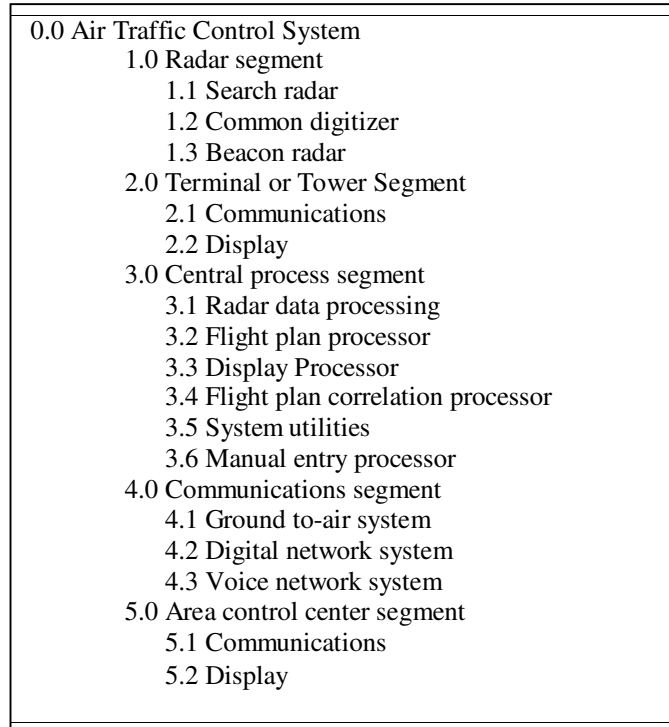 0.0 Air Traffic Control System
1.0 Radar segment
1.1 Search radar
1.2 Common digitizer
1.3 Beacon radar
2.0 Terminal or Tower Segment
2.1 Communications
2.2 Display
3.0 Central process segment
3.1 Radar data processing
3.2 Flight plan processor
3.3 Display Processor
3.4 Flight plan correlation processor
3.5 System utilities
3.6 Manual entry processor
4.0 Communications segment
4.1 Ground to-air system
4.2 Digital network system
4.3 Voice network system
5.0 Area control center segment
5.1 Communications
5.2 Display